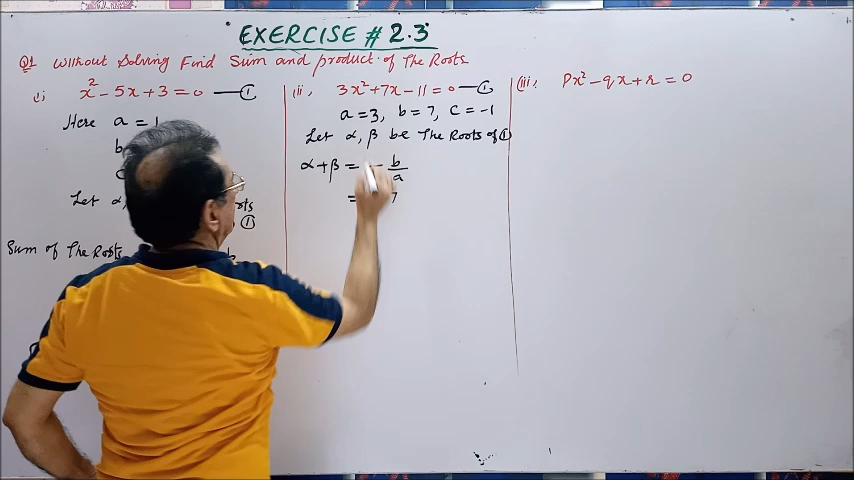 EXERCISE # 2.3
Q1 Without Solving Find Sum and product of The Roots
(i) x² - 5x + 3 = 0 —①
Here a = 1
b
Let α,
①
Sum of The Roots
b
(ii) 3x² + 7x - 11 = 0 —①
a = 3, b = 7, c = -1
Let α, β be The Roots of ①
α + β = - b/a
= 7
(iii) Px² - qx + r = 0